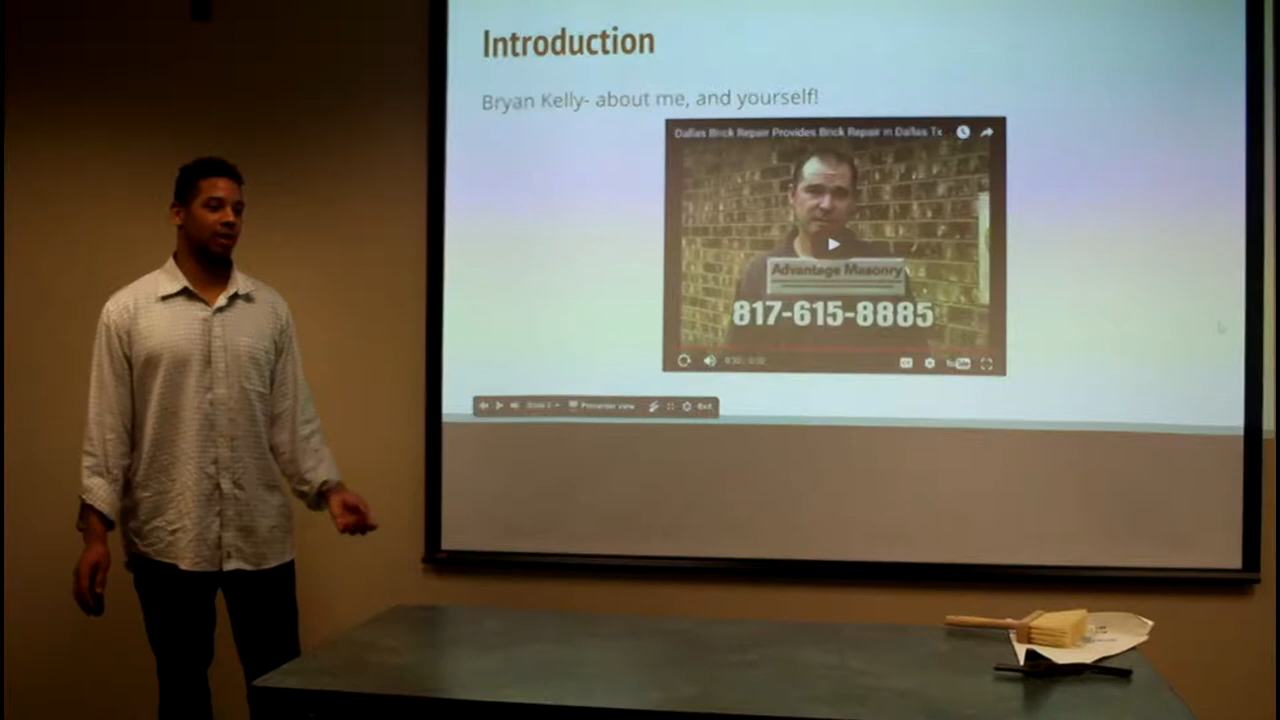 Introduction
Bryan Kelly- about me, and yourself!
Dallas Brick Repair Provides Brick Repair in Dallas Tx
Advantage Masonry
817-615-8885
YouTube
Presenter view
Exit